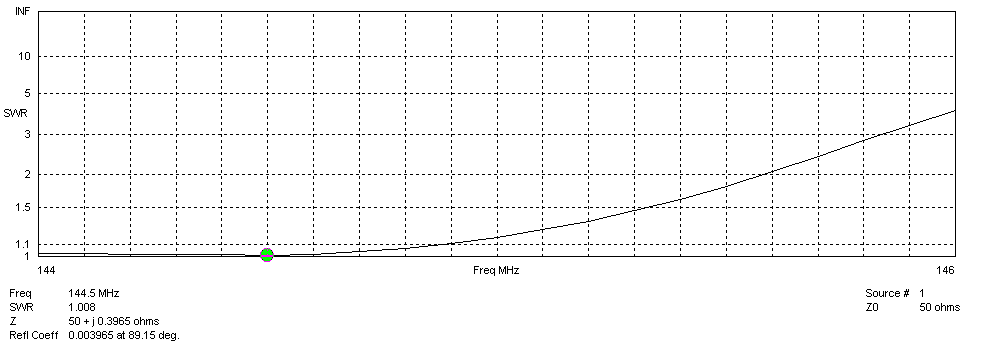 INF
10
5
SWR
3
2
1.5
1.1
1
144 Freq MHz 146
Freq 144.5 MHz Source # 1
SWR 1.008 Z0 50 ohms
Z 50 + j 0.3965 ohms
Refl Coeff 0.003965 at 89.15 deg.